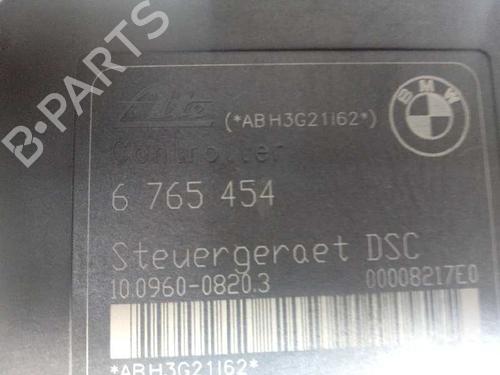 B-PARTS
Ate
(*ABH3G21I62*)
BMW
Controller
6 765 454
Steuergeraet DSC
10.0960-0820.3
00008217E0
*ABH3G21I62*